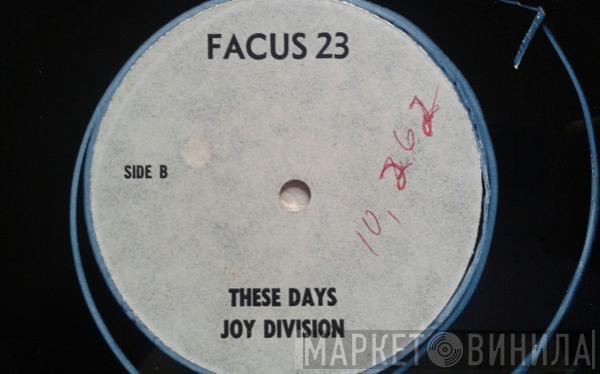 FACUS 23
SIDE B
10, 262
THESE DAYS
JOY DIVISION
МАРКЕТ ВИНИЛА